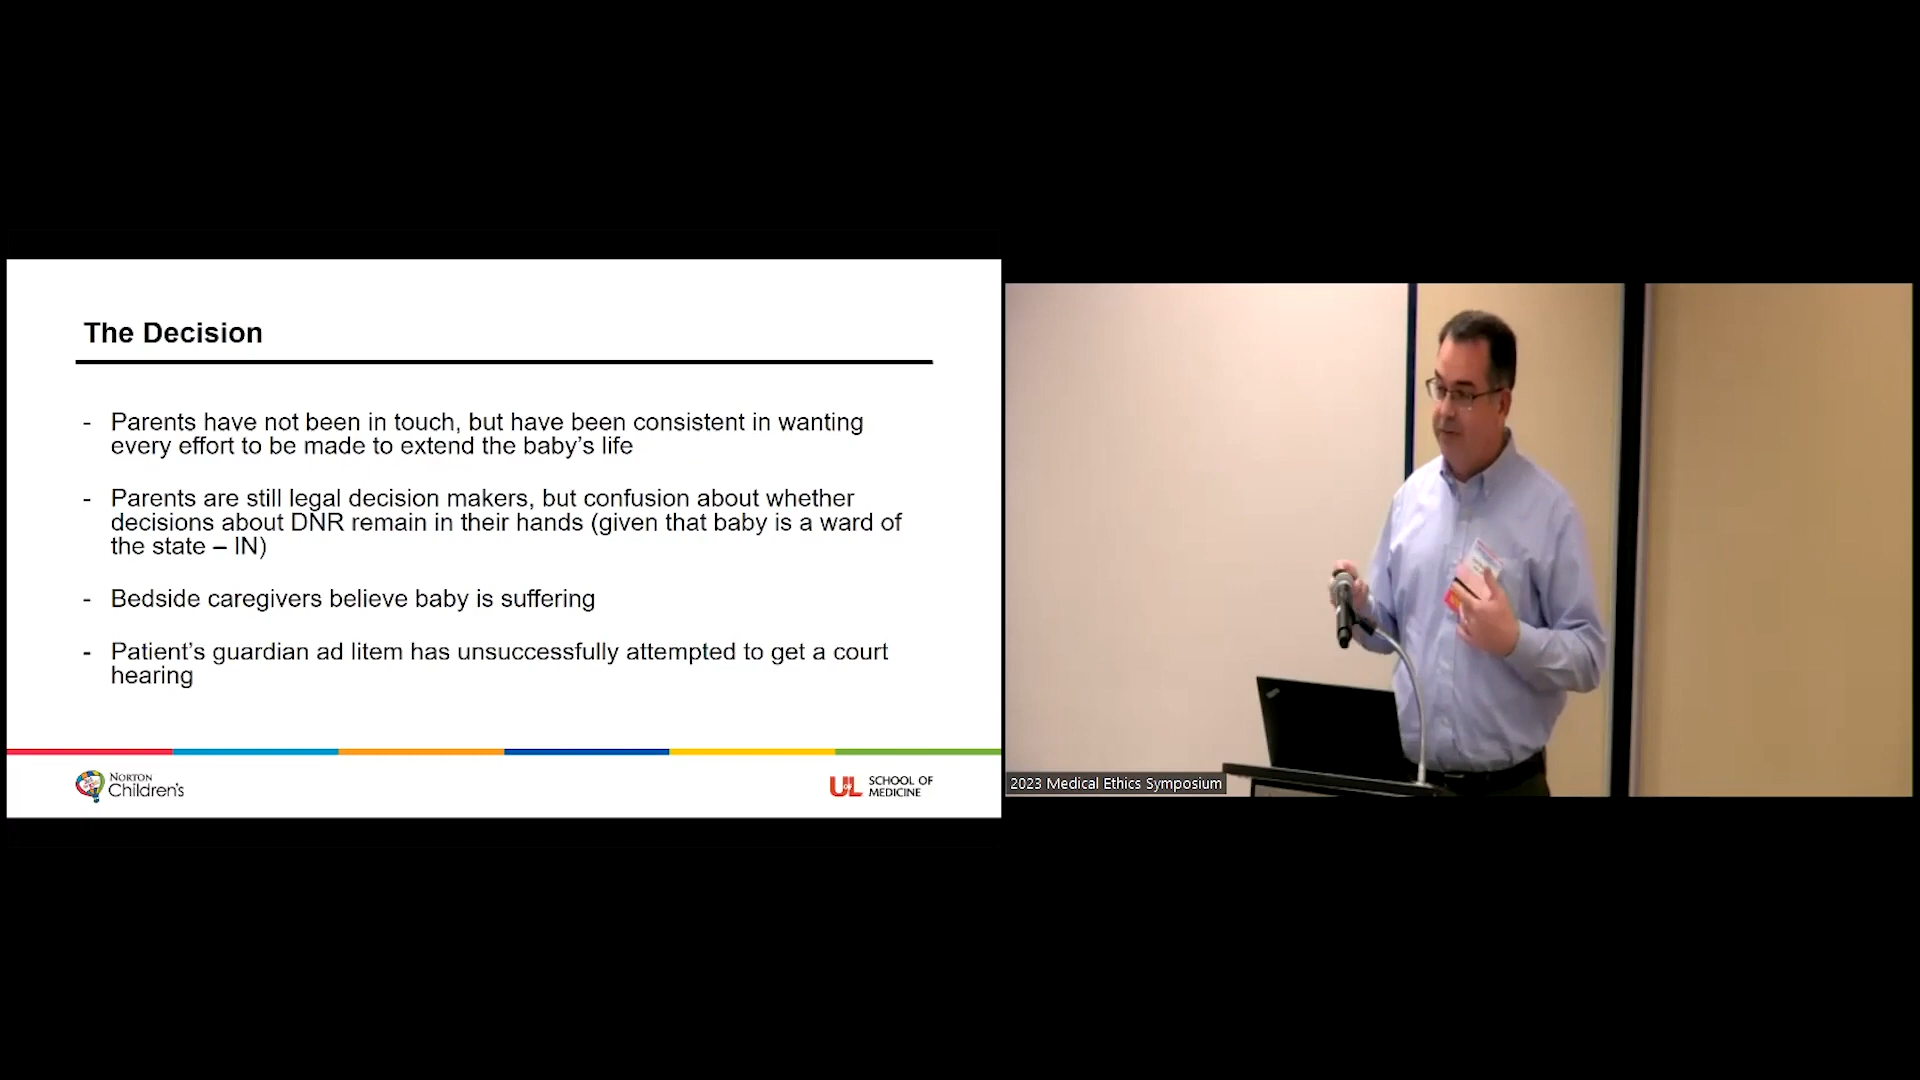 The Decision
- Parents have not been in touch, but have been consistent in wanting
every effort to be made to extend the baby's life
- Parents are still legal decision makers, but confusion about whether
decisions about DNR remain in their hands (given that baby is a ward of
the state – IN)
- Bedside caregivers believe baby is suffering
- Patient's guardian ad litem has unsuccessfully attempted to get a court
hearing
NORTON
Children's
UofL
SCHOOL OF
MEDICINE
2023 Medical Ethics Symposium